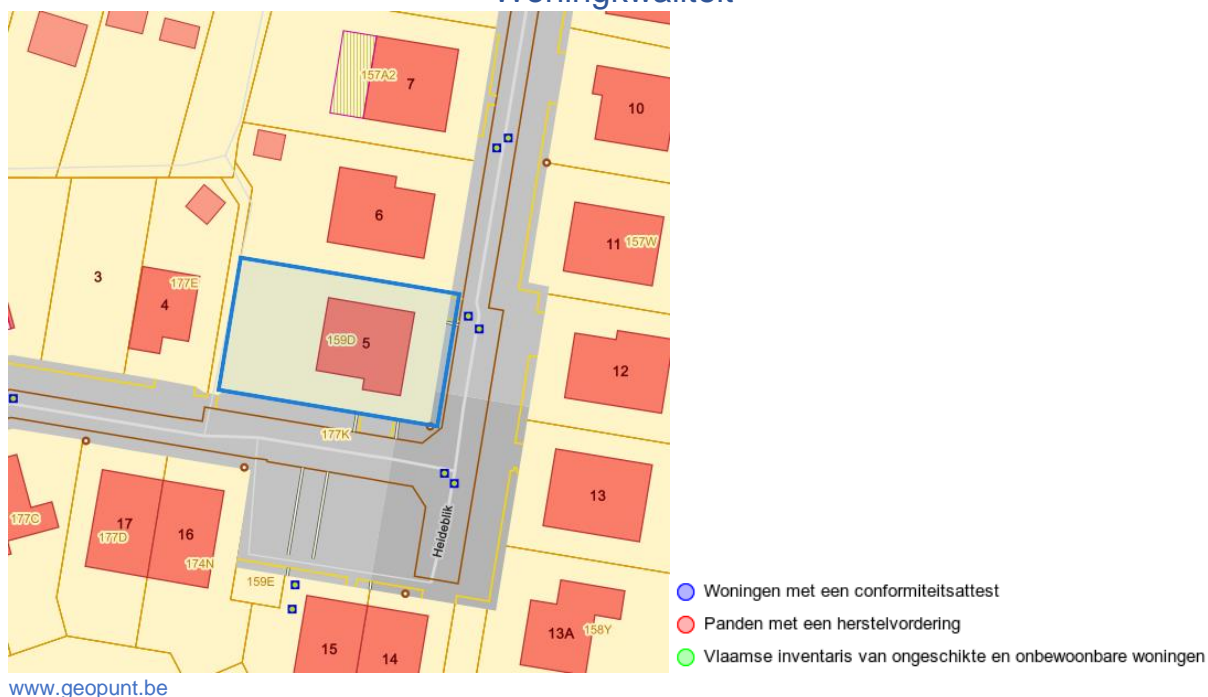 Woningkwaliteit
157A2
7
10
6
11
157W
3
177E
4
159D
5
12
177K
13
177C
17
177D
16
174N
Heideblik
159E
15
14
13A
158Y
Woningen met een conformiteitsattest
Panden met een herstelvordering
Vlaamse inventaris van ongeschikte en onbewoonbare woningen
www.geopunt.be